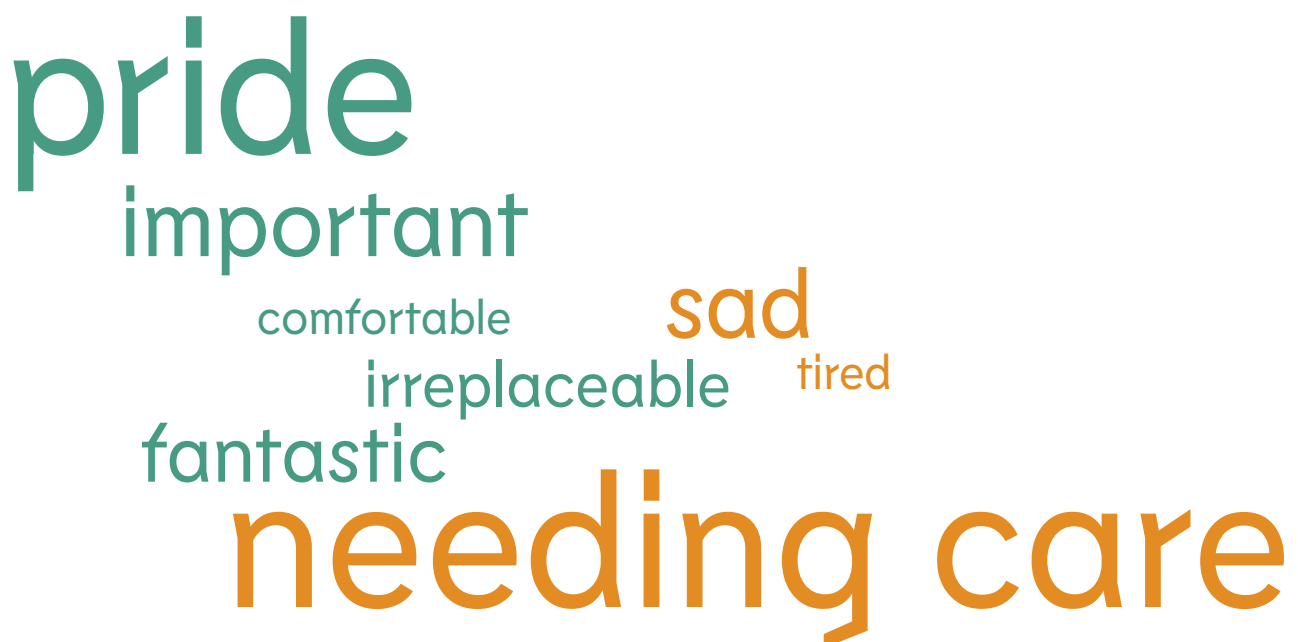 pride
important
sad
comfortable
tired
irreplaceable
fantastic
needing care